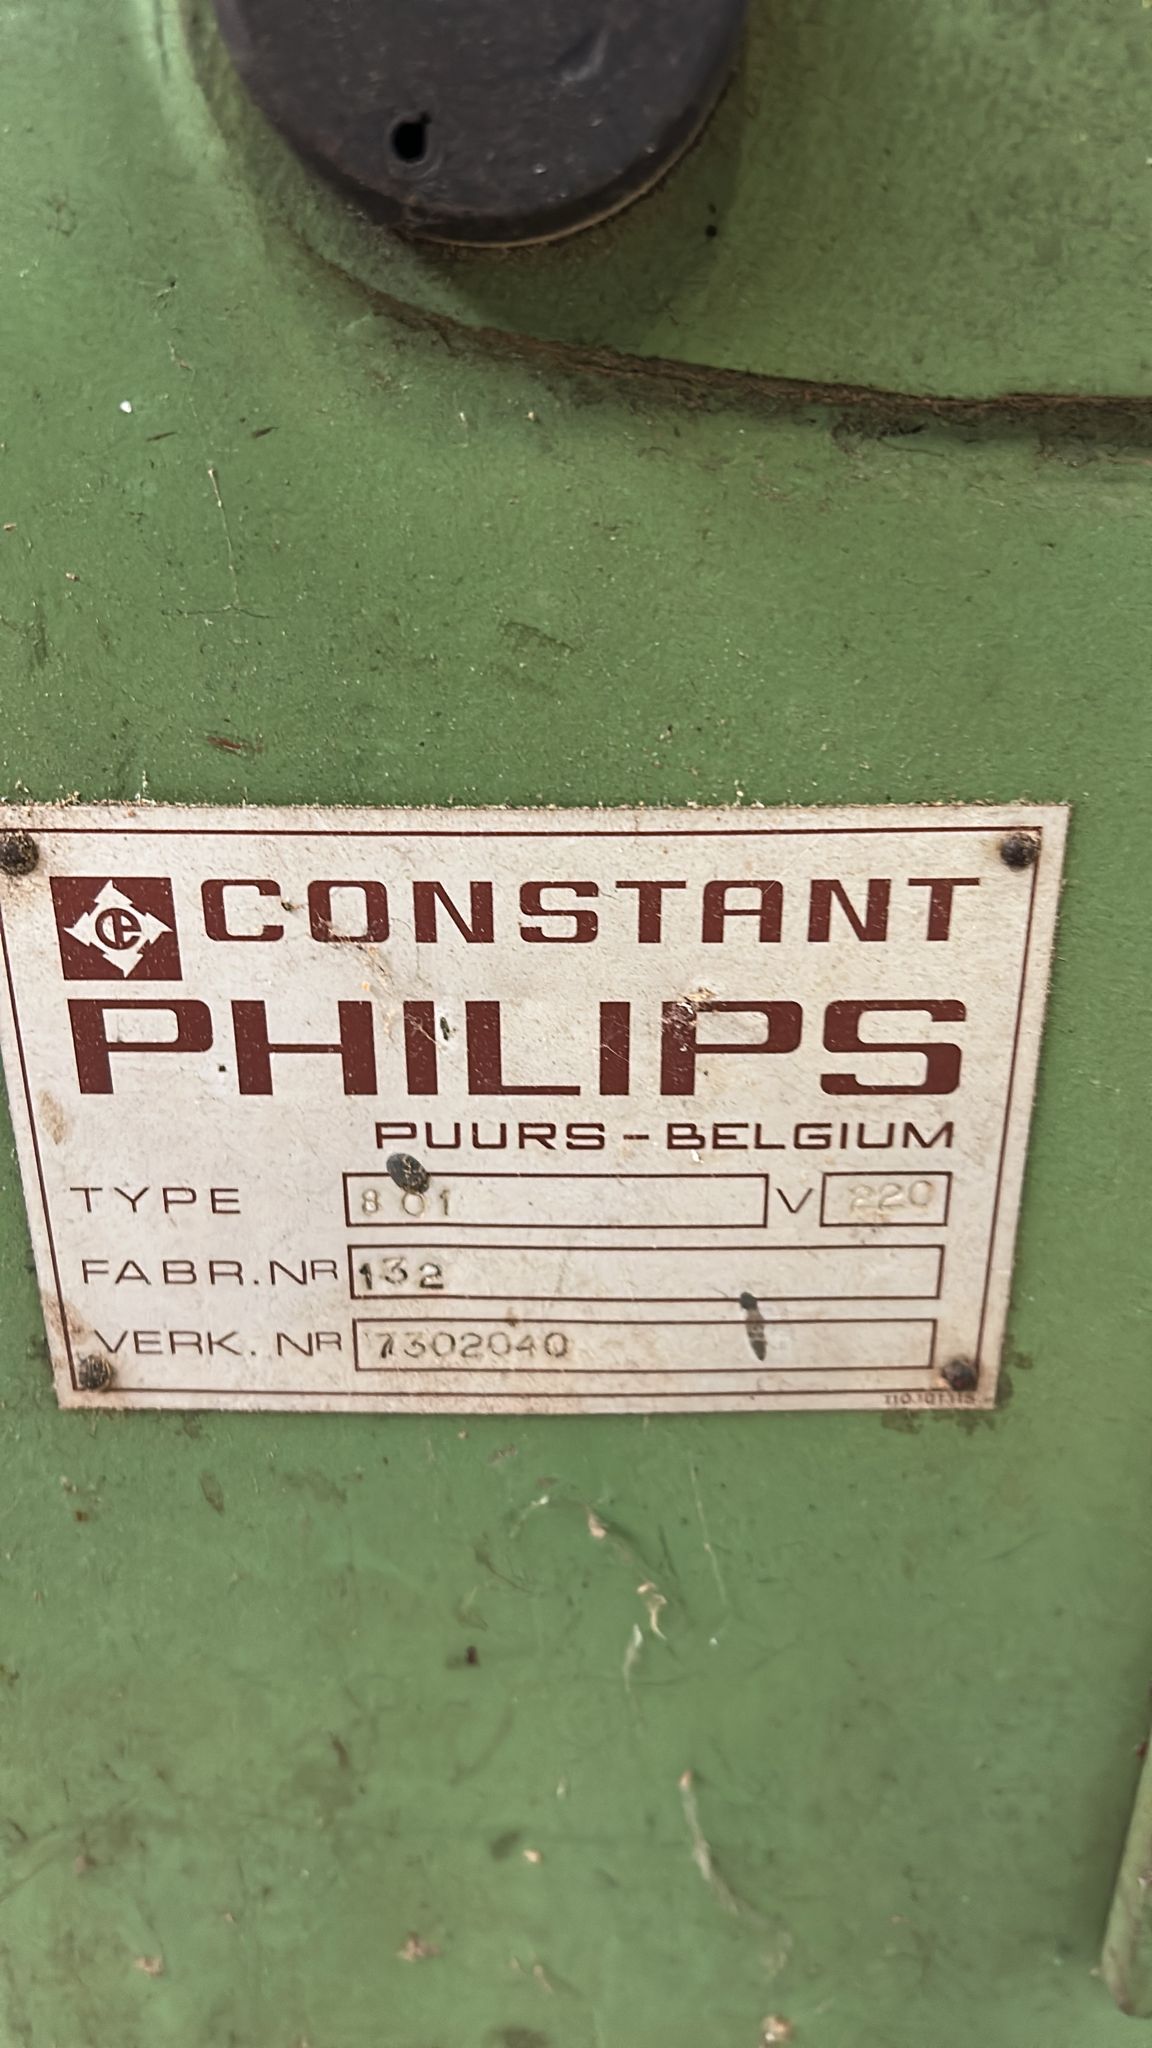 CONSTANT
PHILIPS
PUURS-BELGIUM
TYPE 801 V 220
FABR.NR 132
VERK. NR 7302040